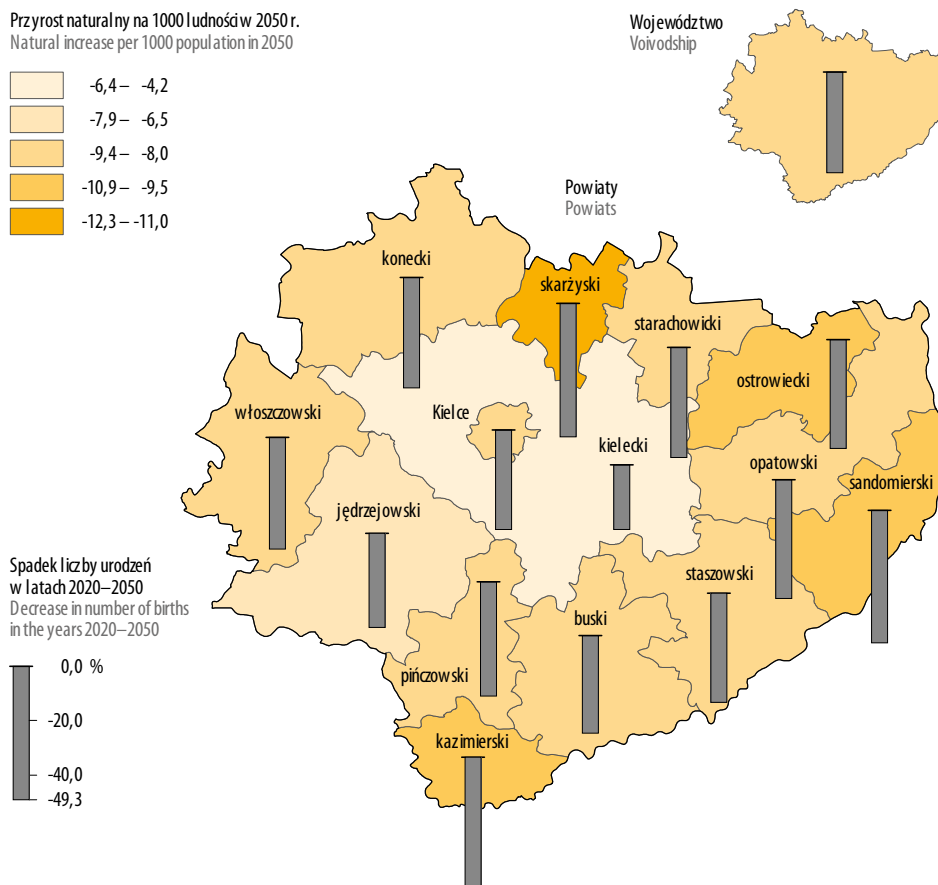 Przyrost naturalny na 1000 ludności w 2050 r.
Natural increase per 1000 population in 2050
-6,4 – -4,2
-7,9 – -6,5
-9,4 – -8,0
-10,9 – -9,5
-12,3 – -11,0
Województwo
Voivodship
Powiaty
Powiats
konecki
skarżyski
starachowicki
ostrowiecki
włoszczowski
Kielce
kielecki
opatowski
sandomierski
jędrzejowski
staszowski
buski
pińczowski
kazimierski
Spadek liczby urodzeń
w latach 2020–2050
Decrease in number of births
in the years 2020–2050
0,0 %
-20,0
-40,0
-49,3